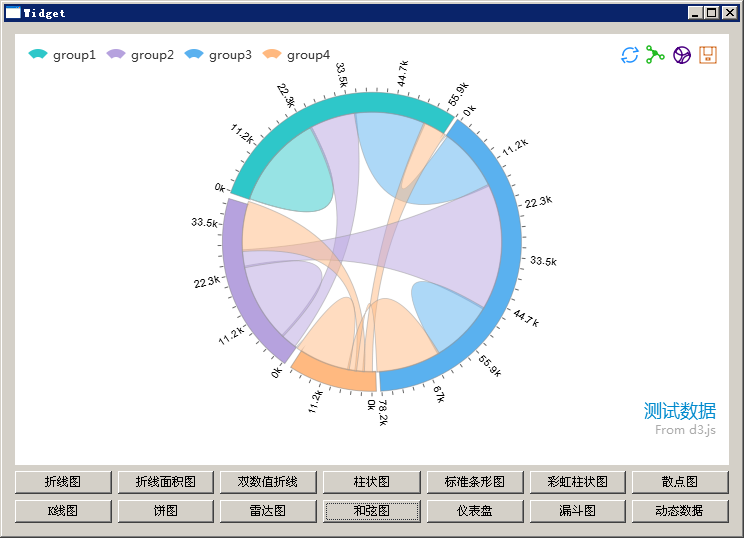 Widget
group1 group2 group3 group4
0k 11.2k 22.3k 33.5k 44.7k 55.9k
0k 11.2k 22.3k 33.5k 44.7k 55.9k 67k 78.2k
0k 11.2k
0k 11.2k 22.3k 33.5k
测试数据
From d3.js
折线图 折线面积图 双数值折线 柱状图 标准条形图 彩虹柱状图 散点图
K线图 饼图 雷达图 和弦图 仪表盘 漏斗图 动态数据